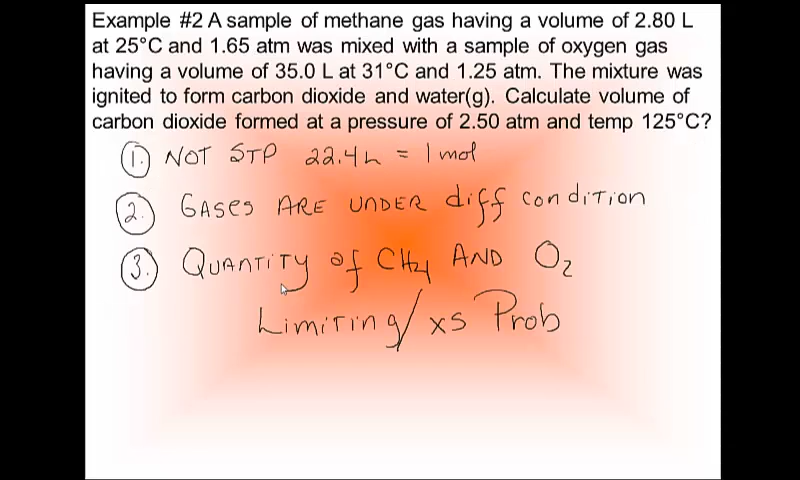 Example #2 A sample of methane gas having a volume of 2.80 L
at 25°C and 1.65 atm was mixed with a sample of oxygen gas
having a volume of 35.0 L at 31°C and 1.25 atm. The mixture was
ignited to form carbon dioxide and water(g). Calculate volume of
carbon dioxide formed at a pressure of 2.50 atm and temp 125°C?
1. NOT STP 22.4L = 1 mol
2. GASES ARE UNDER diff condITION
3. QUANTITY of CH4 AND O2
LimiTing/xs Prob